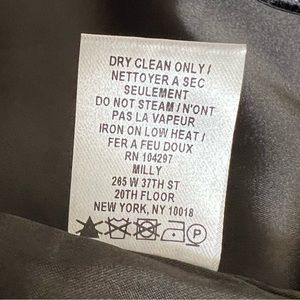 DRY CLEAN ONLY /
NETTOYER A SEC
SEULEMENT
DO NOT STEAM / N'ONT
PAS LA VAPEUR
IRON ON LOW HEAT /
FER A FEU DOUX
RN 104297
MILLY
265 W 37TH ST
20TH FLOOR
NEW YORK, NY 10018
P